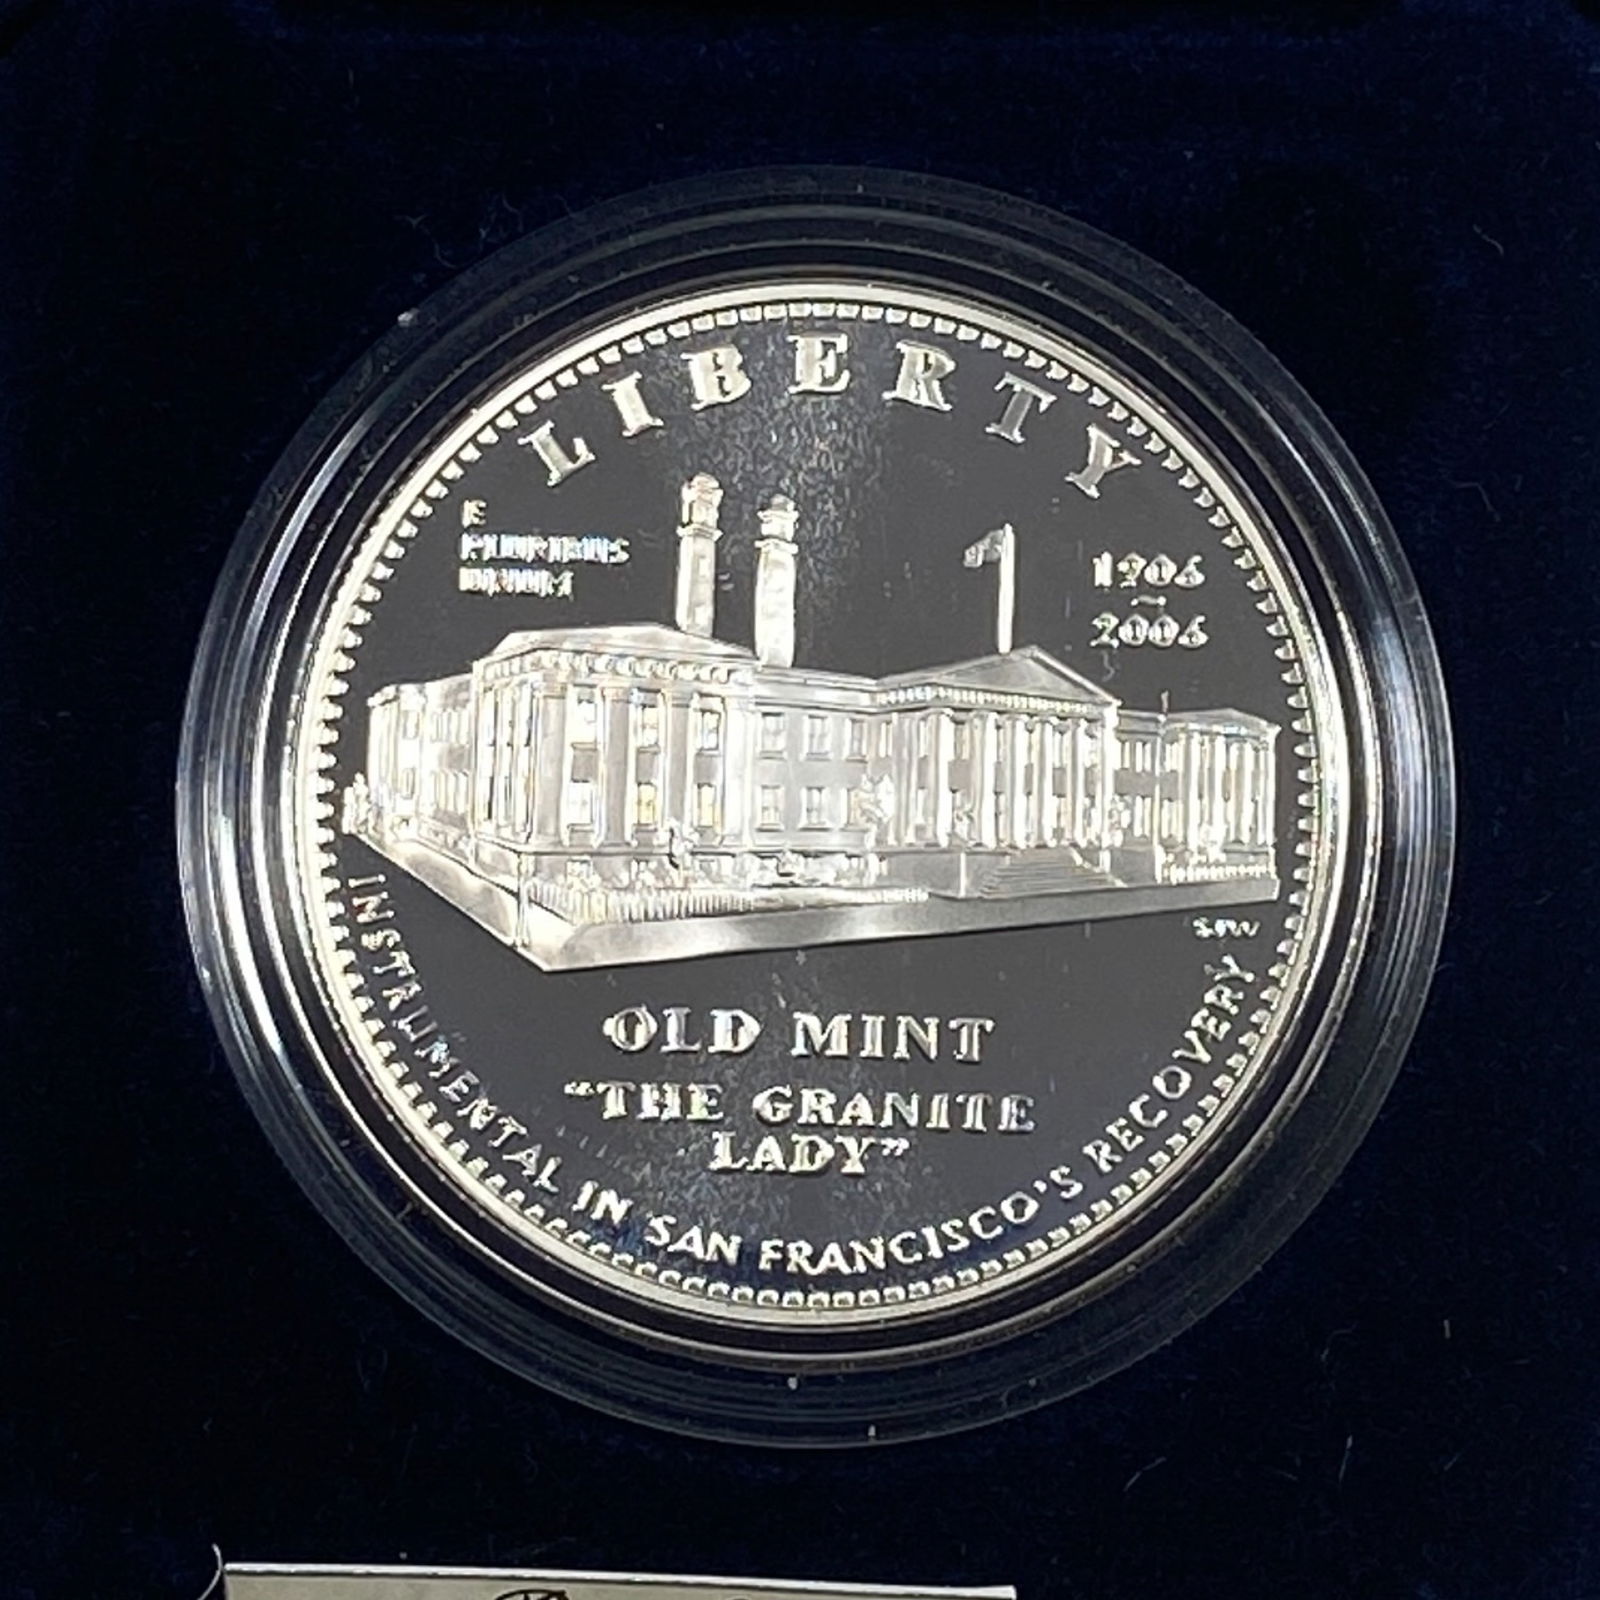 LIBERTY
E
PLURIBUS
UNUM
1906
~
2006
OLD MINT
"THE GRANITE
LADY"
INSTRUMENTAL IN SAN FRANCISCO'S RECOVERY